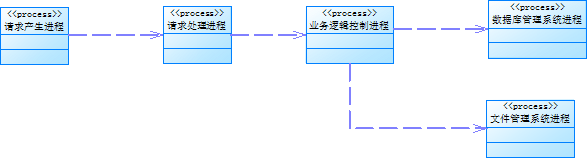 <<process>>
请求产生进程
<<process>>
请求处理进程
<<process>>
业务逻辑控制进程
<<process>>
数据库管理系统进程
<<process>>
文件管理系统进程